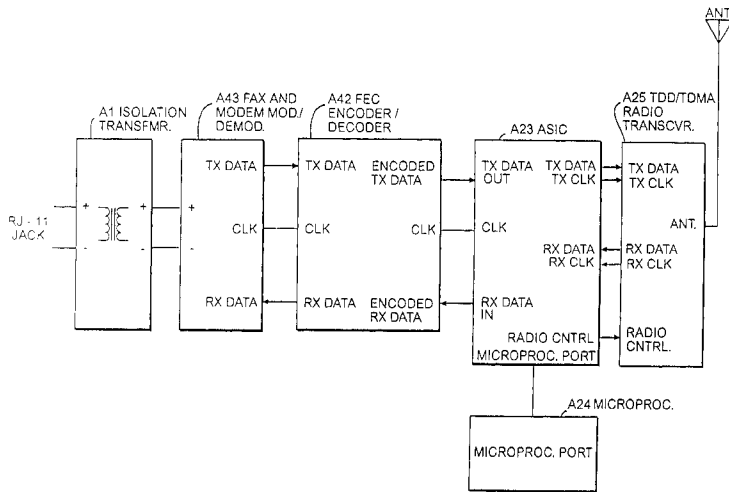 ANT
A1 ISOLATION
TRANSFMR.
A43 FAX AND
MODEM MOD./
DEMOD.
A42 FEC
ENCODER /
DECODER
A23 ASIC
A25 TDD/TDMA
RADIO
TRANSCVR.
RJ - 11
JACK
+
-
+
-
+
-
TX DATA
CLK
RX DATA
TX DATA
CLK
RX DATA
ENCODED
TX DATA
CLK
ENCODED
RX DATA
TX DATA
OUT
CLK
RX DATA
IN
TX DATA
TX CLK
RX DATA
RX CLK
RADIO CNTRL
MICROPROC. PORT
TX DATA
TX CLK
ANT.
RX DATA
RX CLK
RADIO
CNTRL.
A24 MICROPROC.
MICROPROC. PORT